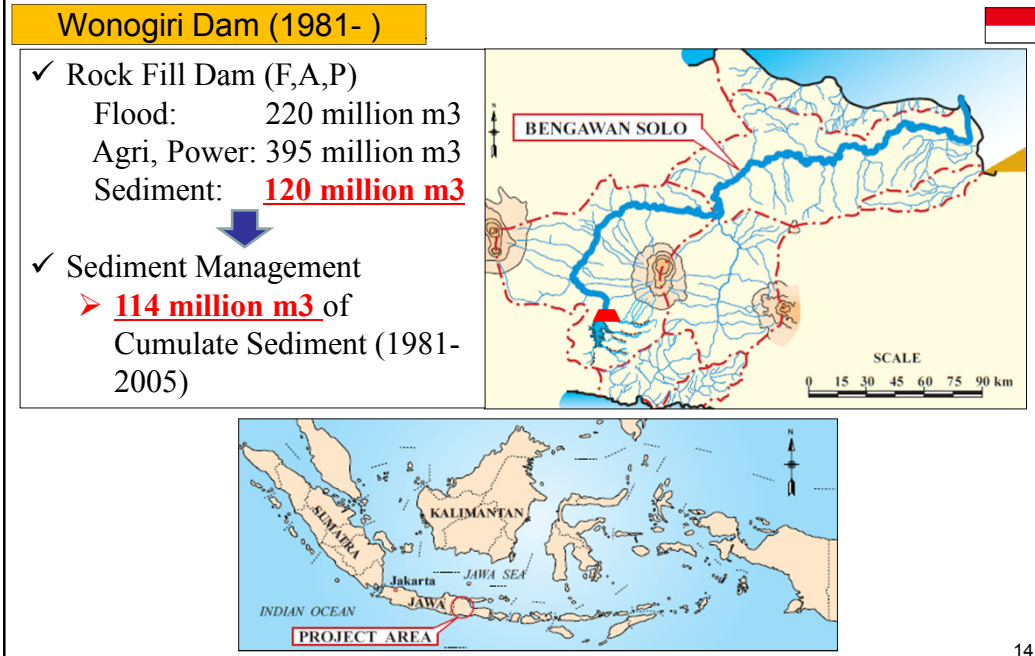 Wonogiri Dam (1981- )
✓ Rock Fill Dam (F,A,P)
Flood: 220 million m3
Agri, Power: 395 million m3
Sediment: 120 million m3
✓ Sediment Management
➢ 114 million m3 of
Cumulate Sediment (1981-
2005)
N
BENGAWAN SOLO
SCALE
0 15 30 45 60 75 90 km
N
SUMATRA
KALIMANTAN
JAWA SEA
Jakarta
JAWA
INDIAN OCEAN
PROJECT AREA
14